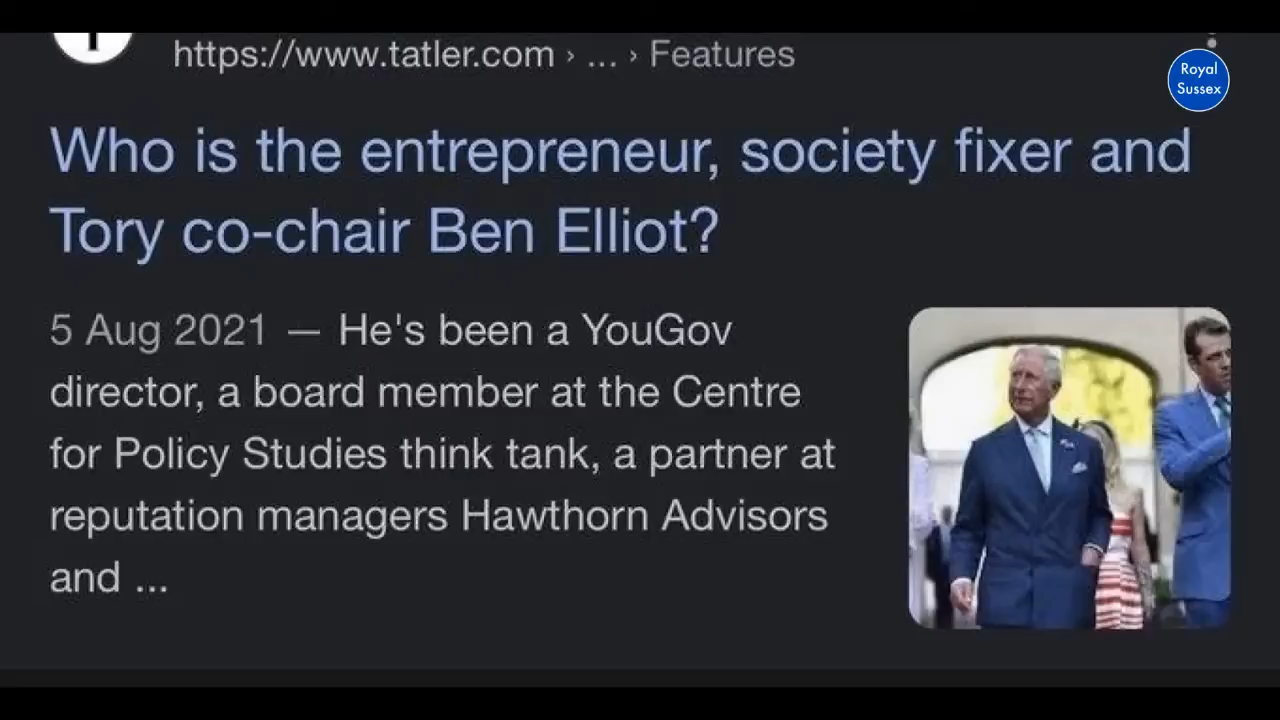 https://www.tatler.com › ... › Features
Royal
Sussex
Who is the entrepreneur, society fixer and
Tory co-chair Ben Elliot?
5 Aug 2021 — He's been a YouGov
director, a board member at the Centre
for Policy Studies think tank, a partner at
reputation managers Hawthorn Advisors
and ...